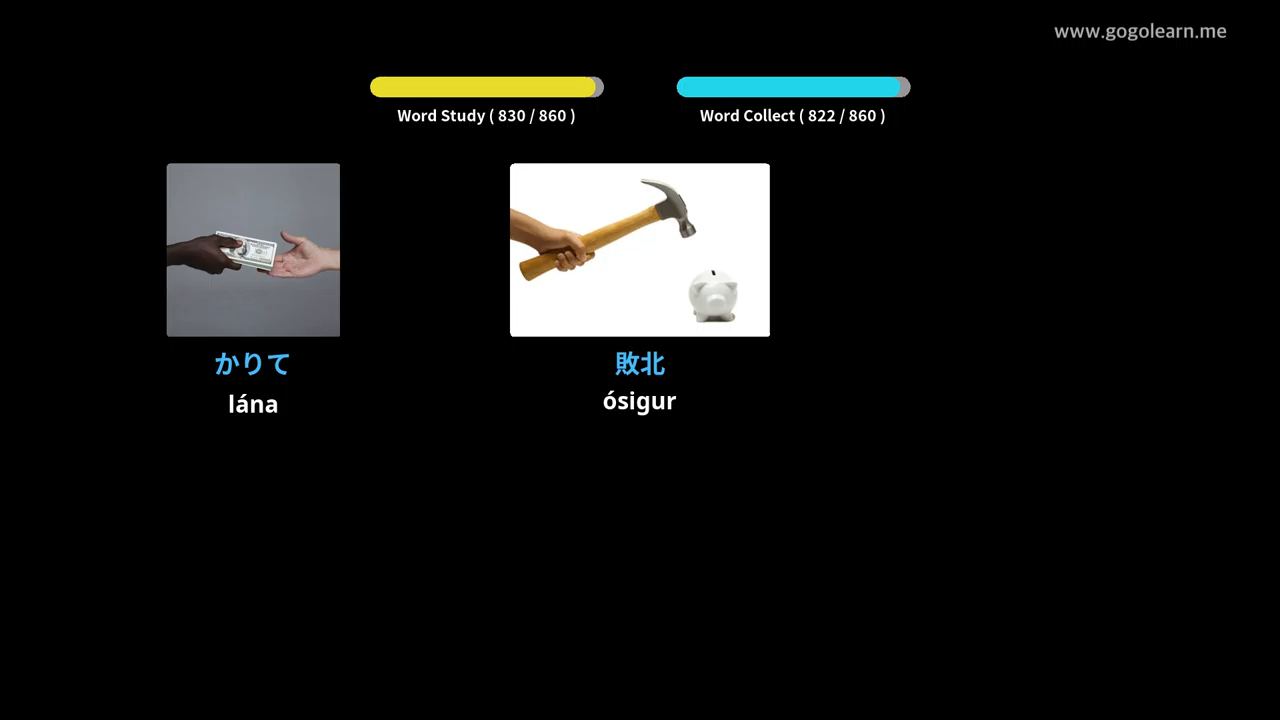 www.gogolearn.me
Word Study ( 830 / 860 )
Word Collect ( 822 / 860 )
かりて
lána
敗北
ósigur